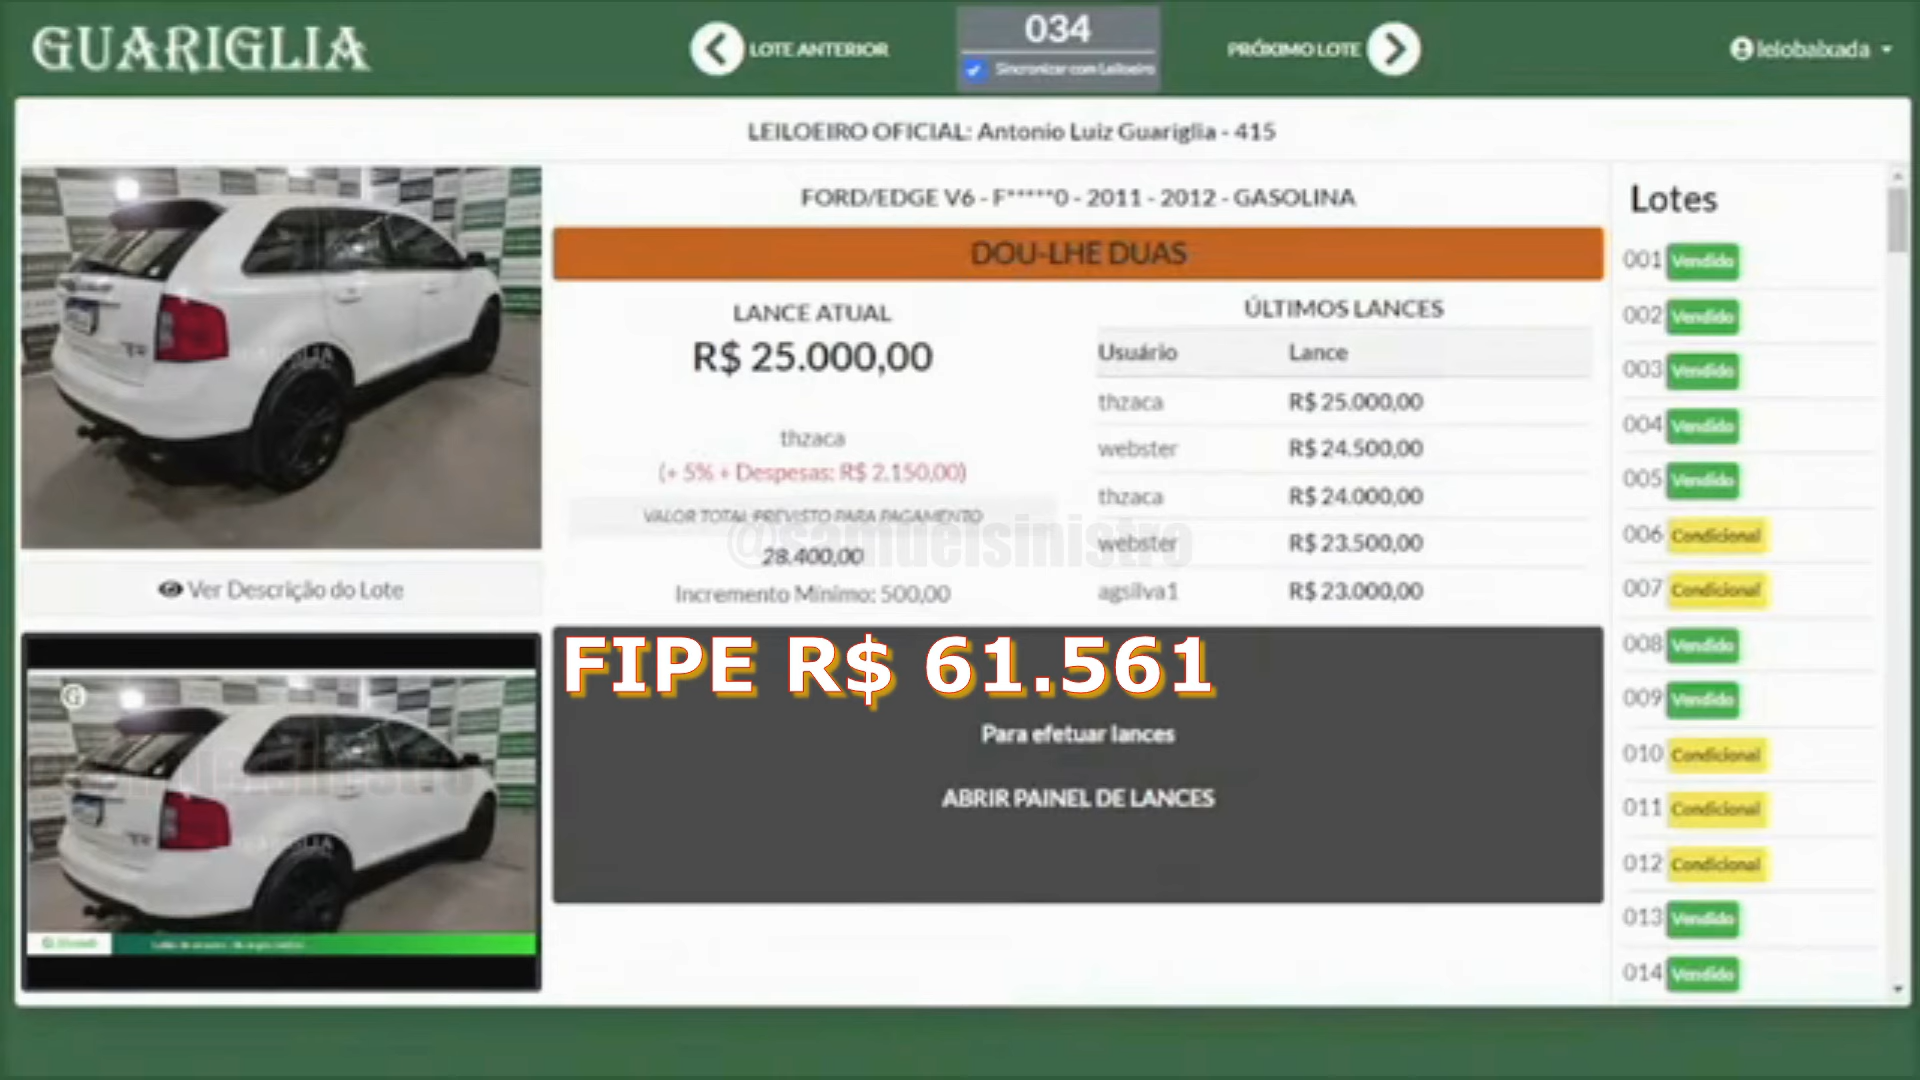 GUARIGLIA
LOTE ANTERIOR
034
Sincronizar com Leiloeiro
PRÓXIMO LOTE
leiobaixada
LEILOEIRO OFICIAL: Antonio Luiz Guariglia - 415
FORD/EDGE V6 - F*****0 - 2011 - 2012 - GASOLINA
DOU-LHE DUAS
LANCE ATUAL
R$ 25.000,00
thzaca
(+ 5% + Despesas: R$ 2.150,00)
VALOR TOTAL PREVISTO PARA PAGAMENTO
28.400,00
Incremento Mínimo: 500,00
ÚLTIMOS LANCES
Usuário Lance
thzaca R$ 25.000,00
webster R$ 24.500,00
thzaca R$ 24.000,00
webster R$ 23.500,00
agsilva1 R$ 23.000,00
@samuelsinistro
Ver Descrição do Lote
FIPE R$ 61.561
Para efetuar lances
ABRIR PAINEL DE LANCES
Lotes
001 Vendido
002 Vendido
003 Vendido
004 Vendido
005 Vendido
006 Condicional
007 Condicional
008 Vendido
009 Vendido
010 Condicional
011 Condicional
012 Condicional
013 Vendido
014 Vendido